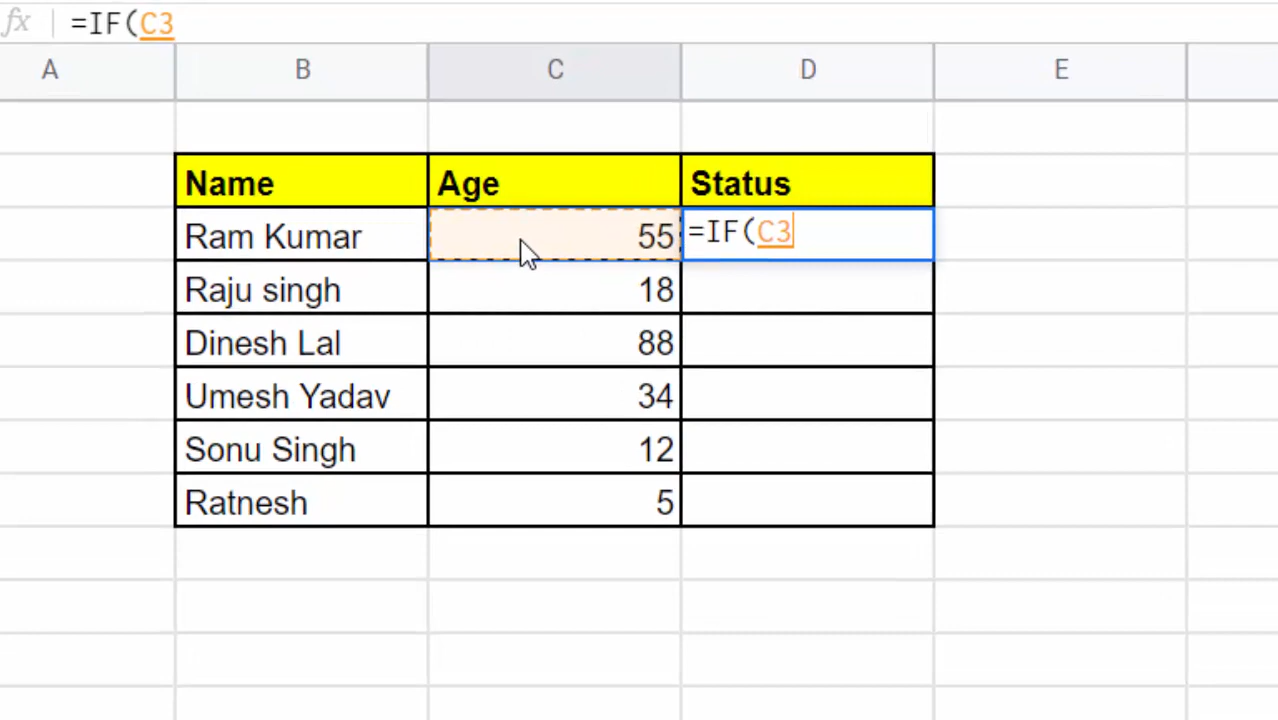 fx =IF(C3
A B C D E
Name Age Status
Ram Kumar 55 =IF(C3
Raju singh 18
Dinesh Lal 88
Umesh Yadav 34
Sonu Singh 12
Ratnesh 5